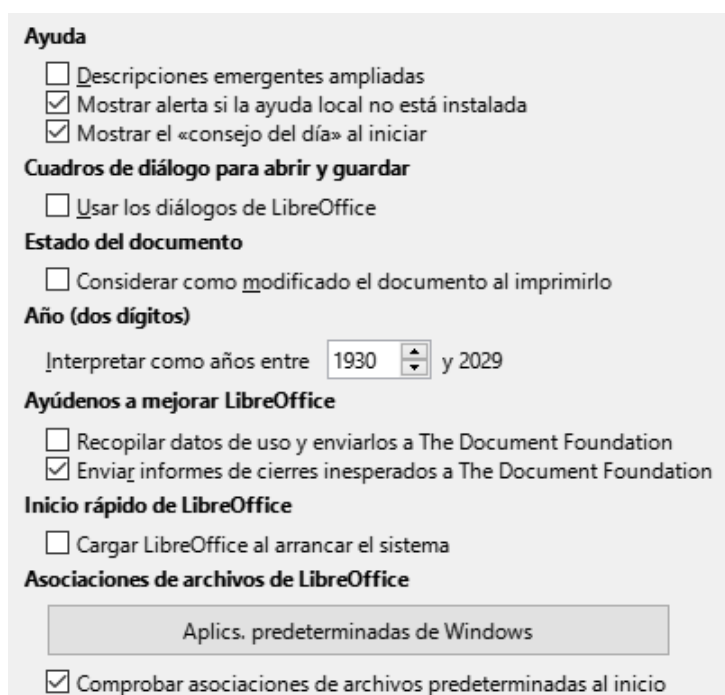 Ayuda
Descripciones emergentes ampliadas
Mostrar alerta si la ayuda local no está instalada
Mostrar el «consejo del día» al iniciar
Cuadros de diálogo para abrir y guardar
Usar los diálogos de LibreOffice
Estado del documento
Considerar como modificado el documento al imprimirlo
Año (dos dígitos)
Interpretar como años entre 1930 y 2029
Ayúdenos a mejorar LibreOffice
Recopilar datos de uso y enviarlos a The Document Foundation
Enviar informes de cierres inesperados a The Document Foundation
Inicio rápido de LibreOffice
Cargar LibreOffice al arrancar el sistema
Asociaciones de archivos de LibreOffice
Aplics. predeterminadas de Windows
Comprobar asociaciones de archivos predeterminadas al inicio